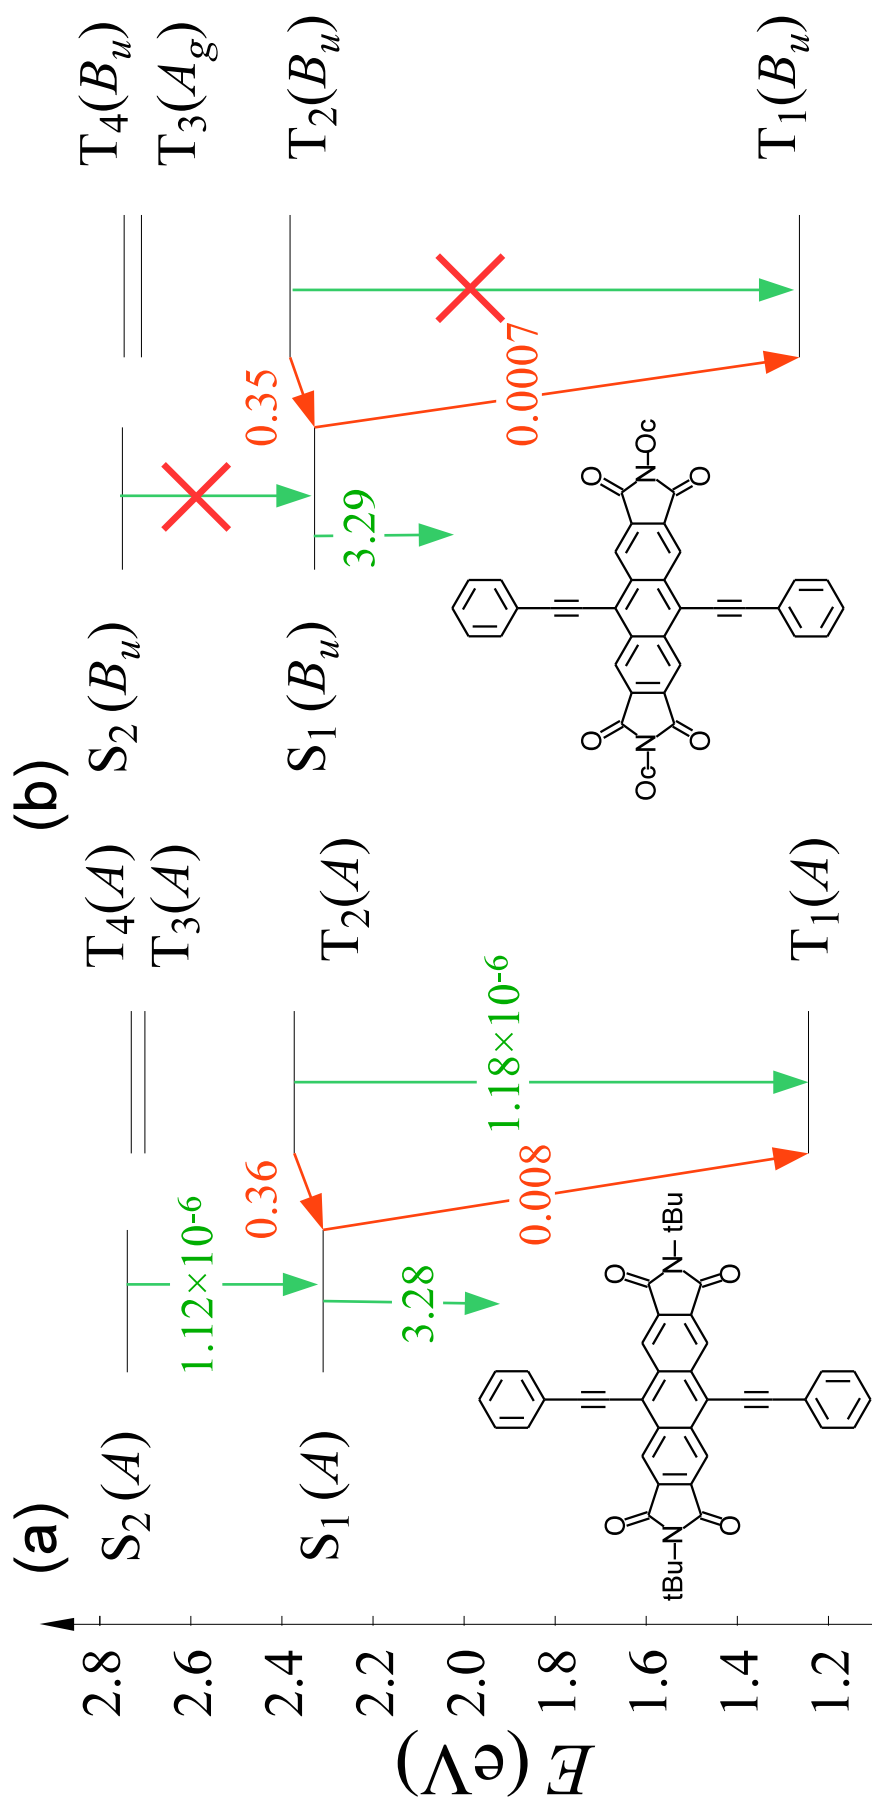 (a)
S2 (A)
S1 (A)
T4(A)
T3(A)
T2(A)
T1(A)
1.12×10-6
3.28
0.36
0.008
1.18×10-6
tBu
N
O
O
O
O
N
tBu
(b)
S2 (Bu)
S1 (Bu)
T4(Bu)
T3(Ag)
T2(Bu)
T1(Bu)
3.29
0.35
0.0007
Oc
N
O
O
O
O
N
Oc
E (eV)
2.8
2.6
2.4
2.2
2.0
1.8
1.6
1.4
1.2